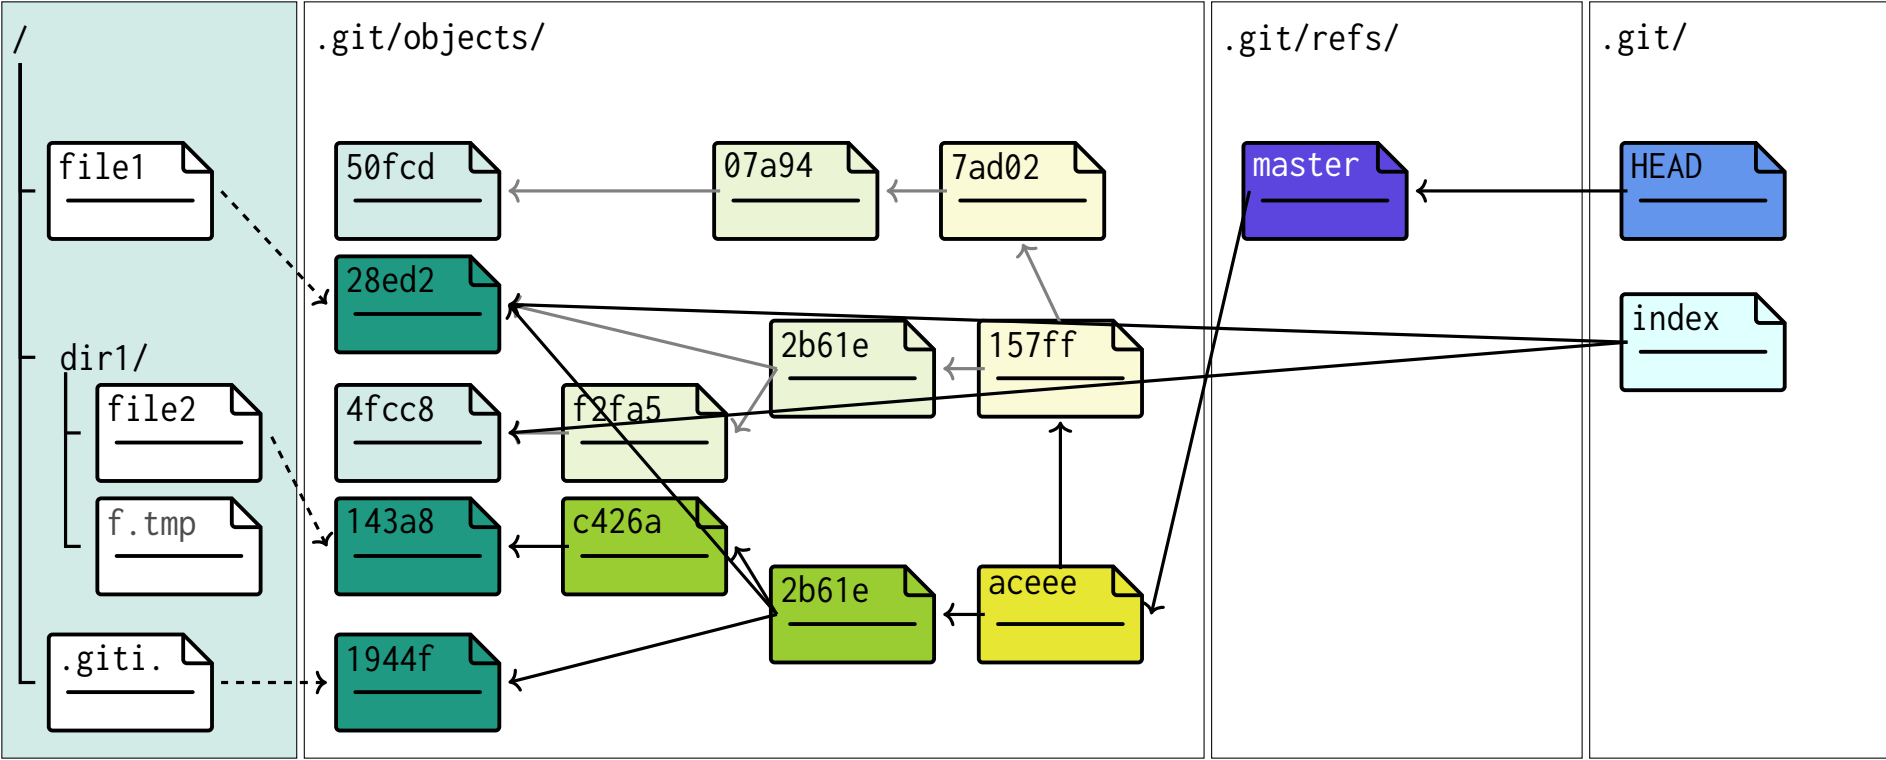 /
.git/objects/
.git/refs/
.git/
file1
50fcd
07a94
7ad02
master
HEAD
28ed2
index
dir1/
2b61e
157ff
file2
4fcc8
f2fa5
f.tmp
143a8
c426a
2b61e
aceee
.giti.
1944f